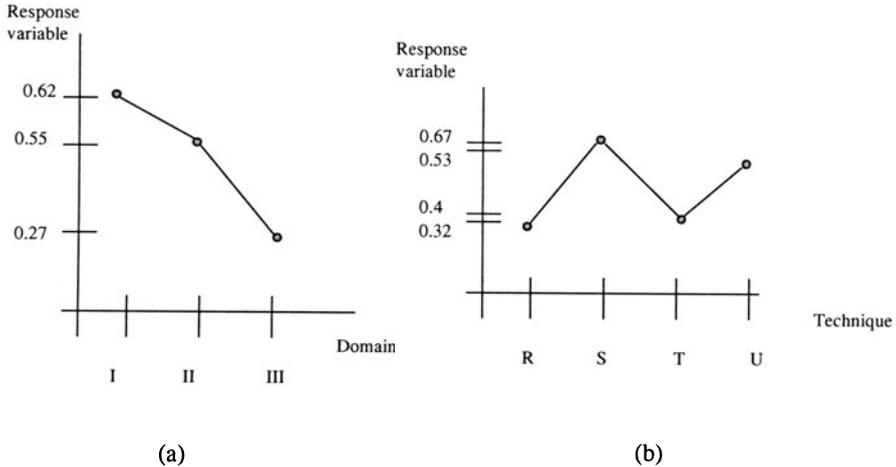 Response
variable
0.62
0.55
0.27
Domain
I II III
(a)
Response
variable
0.67
0.53
0.4
0.32
Technique
R S T U
(b)